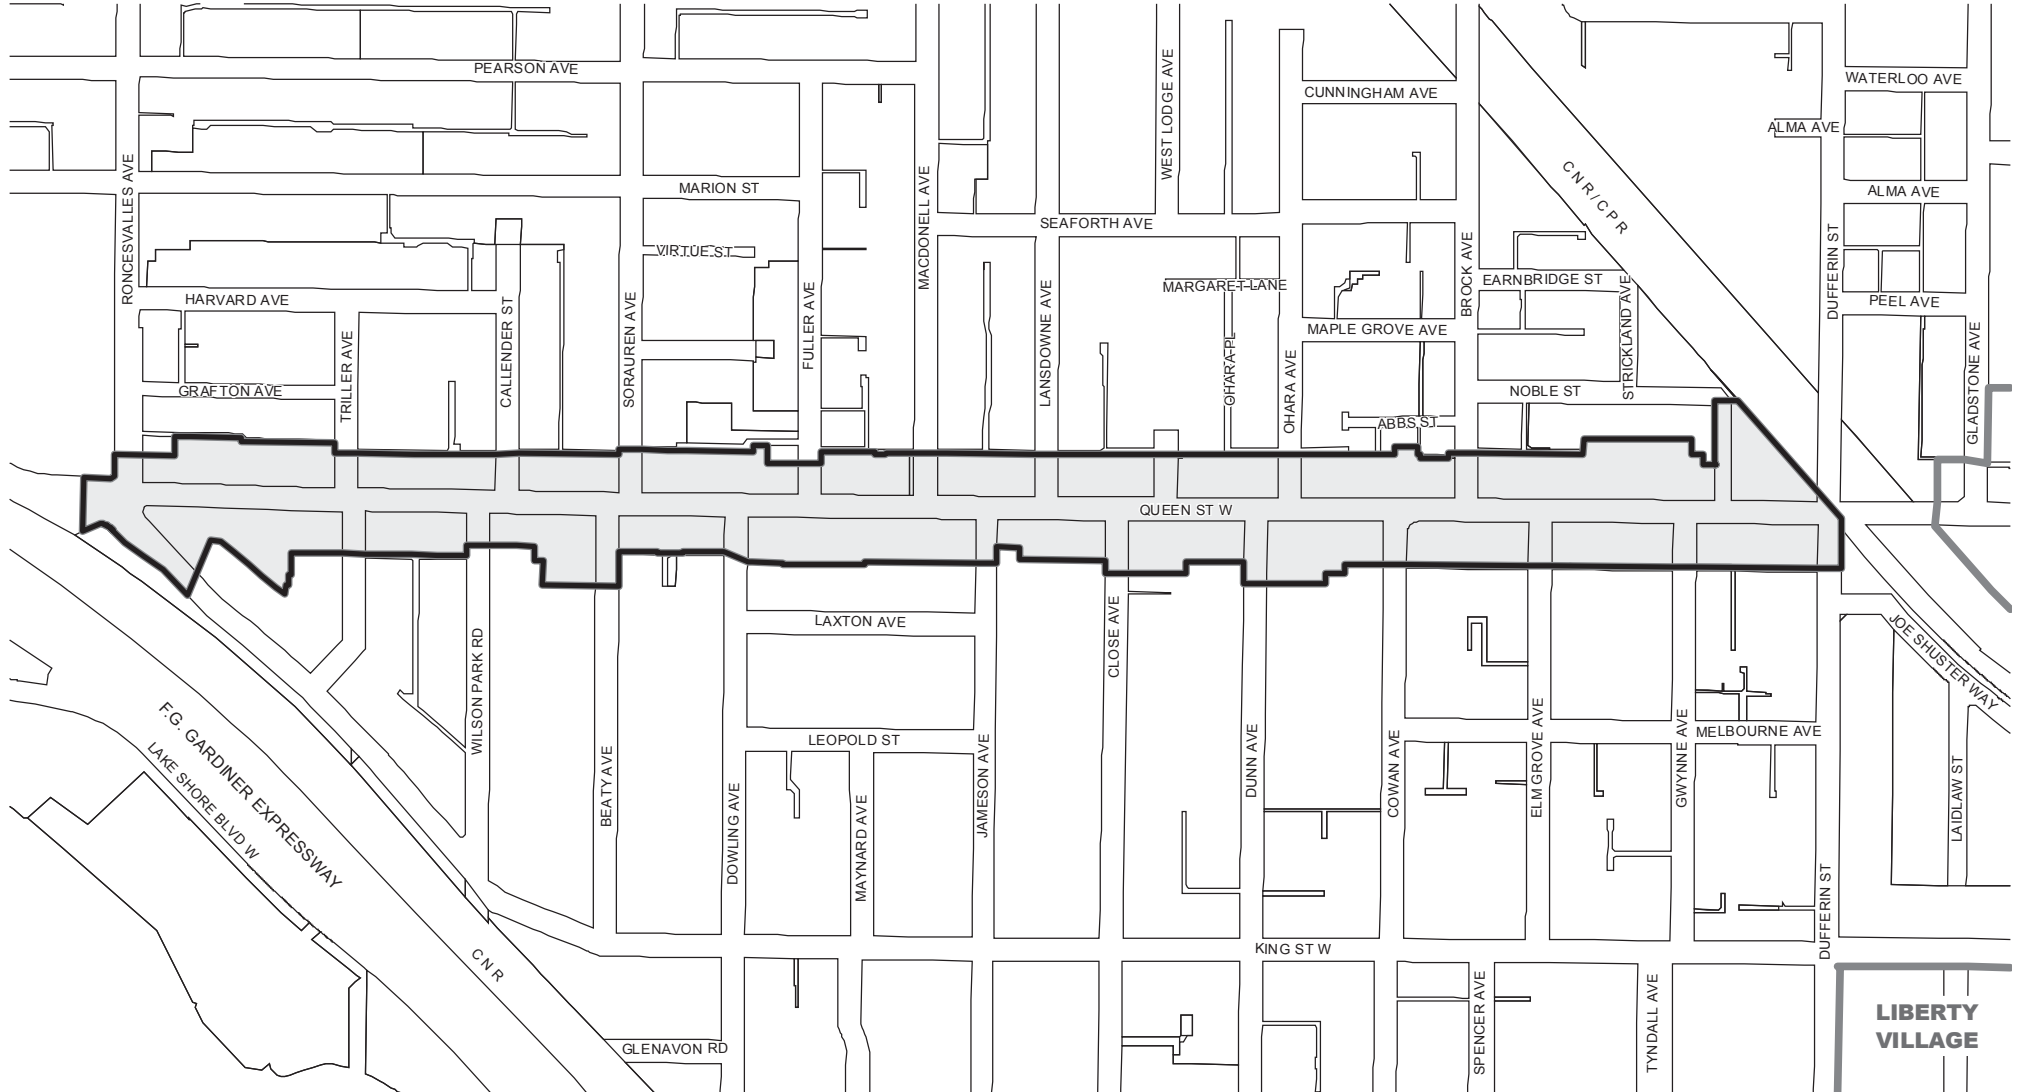 PEARSON AVE
WATERLOO AVE
CUNNINGHAM AVE
WEST LODGE AVE
ALMA AVE
CNR/CPR
RONCESVALLES AVE
MARION ST
MACDONELL AVE
ALMA AVE
SEAFORTH AVE
DUFFERIN ST
VIRTUE ST
BROCK AVE
EARNBRIDGE ST
MARGARET LANE
HARVARD AVE
PEEL AVE
CALLENDER ST
SORAUREN AVE
FULLER AVE
LANSDOWNE AVE
MAPLE GROVE AVE
STRICKLAND AVE
GLADSTONE AVE
TRILLER AVE
OHARA PL
OHARA AVE
GRAFTON AVE
NOBLE ST
ABBS ST
QUEEN ST W
LAXTON AVE
CLOSE AVE
JOE SHUSTER WAY
WILSON PARK RD
F.G. GARDINER EXPRESSWAY
LAKE SHORE BLVD W
LEOPOLD ST
MELBOURNE AVE
BEATY AVE
DOWLING AVE
MAYNARD AVE
JAMESON AVE
DUNN AVE
COWAN AVE
ELM GROVE AVE
GWYNNE AVE
LAIDLAW ST
DUFFERIN ST
CNR
KING ST W
SPENCER AVE
TYNDALL AVE
LIBERTY
VILLAGE
GLENAVON RD